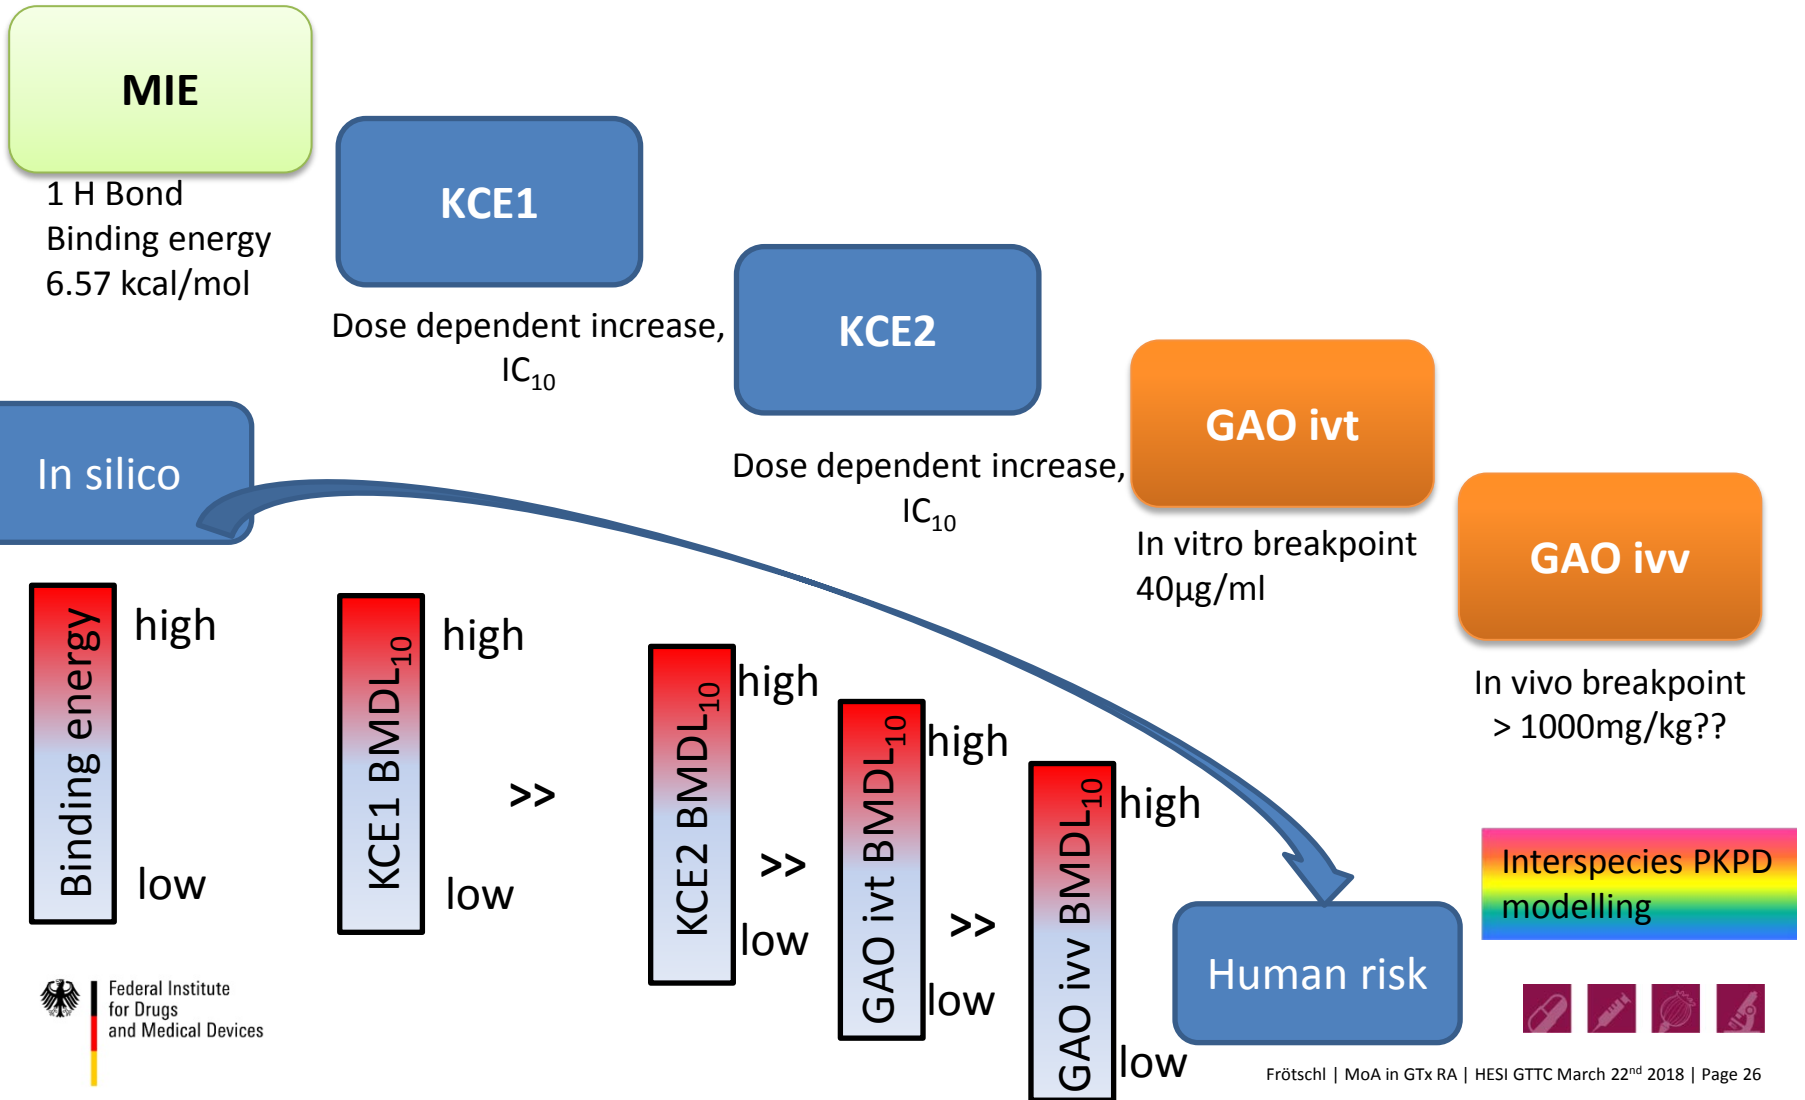 MIE
1 H Bond
Binding energy
6.57 kcal/mol
KCE1
Dose dependent increase,
IC10
KCE2
Dose dependent increase,
IC10
GAO ivt
In vitro breakpoint
40µg/ml
GAO ivv
In vivo breakpoint
> 1000mg/kg??
In silico
Binding energy
high
low
KCE1 BMDL10
high
low
>>
KCE2 BMDL10
high
low
>>
GAO ivt BMDL10
high
low
>>
GAO ivv BMDL10
high
low
Human risk
Interspecies PKPD
modelling
Federal Institute
for Drugs
and Medical Devices
Frötschl | MoA in GTx RA | HESI GTTC March 22nd 2018 | Page 26